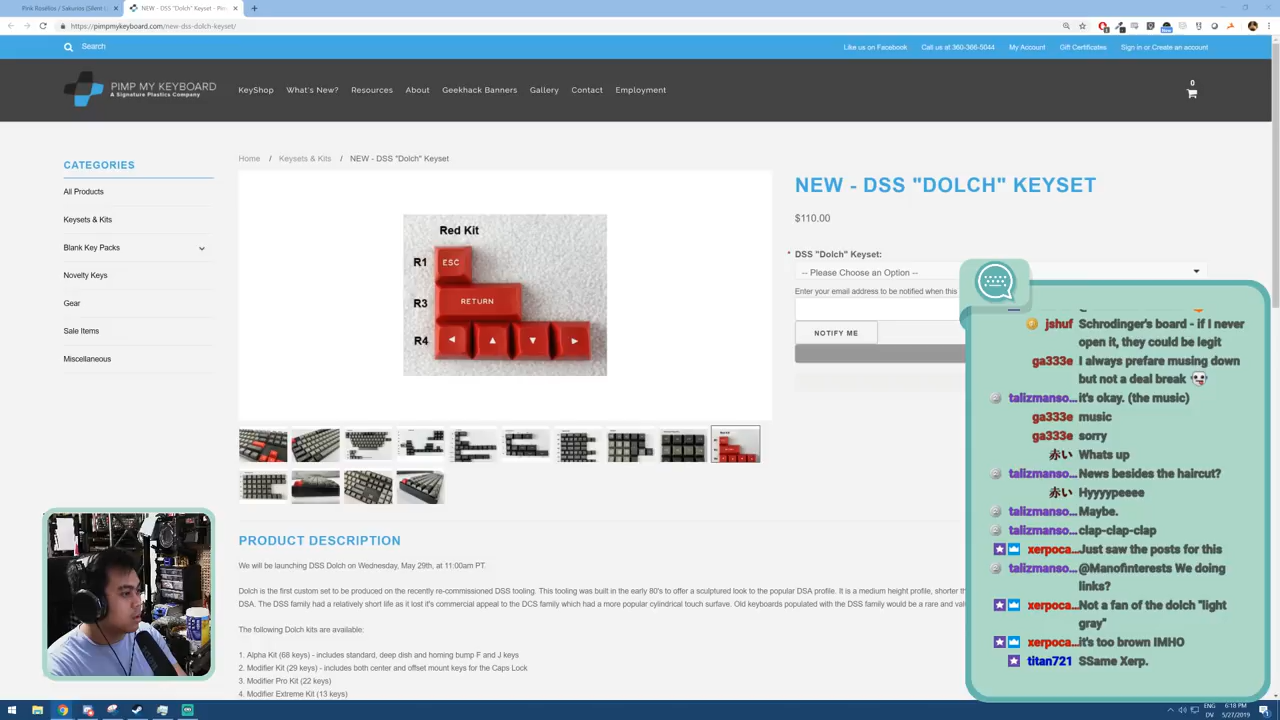 Pink Roselios / Sakurios (Silent
NEW - DSS "Dolch" Keyset - Pim
https://pimpmykeyboard.com/new-dss-dolch-keyset/
Search
Like us on Facebook
Call us at 360-366-5044
My Account
Gift Certificates
Sign in or Create an account
PIMP MY KEYBOARD
A Signature Plastics Company
KeyShop
What's New?
Resources
About
Geekhack Banners
Gallery
Contact
Employment
0
CATEGORIES
All Products
Keysets & Kits
Blank Key Packs
Novelty Keys
Gear
Sale Items
Miscellaneous
Home / Keysets & Kits / NEW - DSS "Dolch" Keyset
Red Kit
R1
ESC
R3
RETURN
R4
NEW - DSS "DOLCH" KEYSET
$110.00
* DSS "Dolch" Keyset:
-- Please Choose an Option --
Enter your email address to be notified when this
NOTIFY ME
PRODUCT DESCRIPTION
We will be launching DSS Dolch on Wednesday, May 29th, at 11:00am PT.
Dolch is the first custom set to be produced on the recently re-commissioned DSS tooling. This tooling was built in the early 80's to offer a sculptured look to the popular DSA profile. It is a medium height profile, shorter th
DSA. The DSS family had a relatively short life as it lost it's commercial appeal to the DCS family which had a more popular cylindrical touch surface. Old keyboards populated with the DSS family would be a rare and val
The following Dolch kits are available:
1. Alpha Kit (68 keys) - includes standard, deep dish and homing bump F and J keys
2. Modifier Kit (29 keys) - includes both center and offset mount keys for the Caps Lock
3. Modifier Pro Kit (22 keys)
4. Modifier Extreme Kit (13 keys)
jshuf Schrodinger's board - if I never
open it, they could be legit
ga333e I always prefare musing down
but not a deal break
talizmanso... it's okay. (the music)
ga333e music
ga333e sorry
赤い Whats up
talizmanso... News besides the haircut?
赤い Hyyyypeeee
talizmanso... Maybe.
talizmanso... clap-clap-clap
xerpoca... Just saw the posts for this
talizmanso... @Manofinterests We doing
links?
xerpoca... Not a fan of the dolch "light
gray"
xerpoca... it's too brown IMHO
titan721 SSame Xerp.
ENG
DV
6:18 PM
5/27/2019